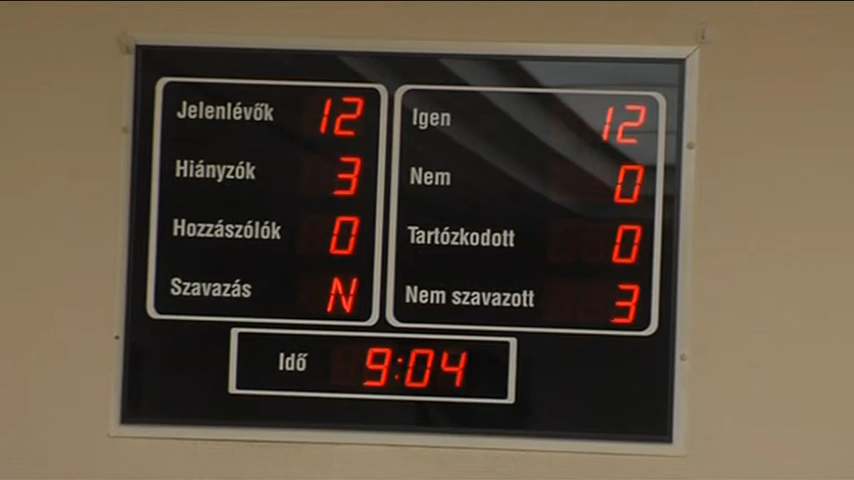 Jelenlévők 12
Hiányzók 3
Hozzászólók 0
Szavazás N
Igen 12
Nem 0
Tartózkodott 0
Nem szavazott 3
Idő 9:04